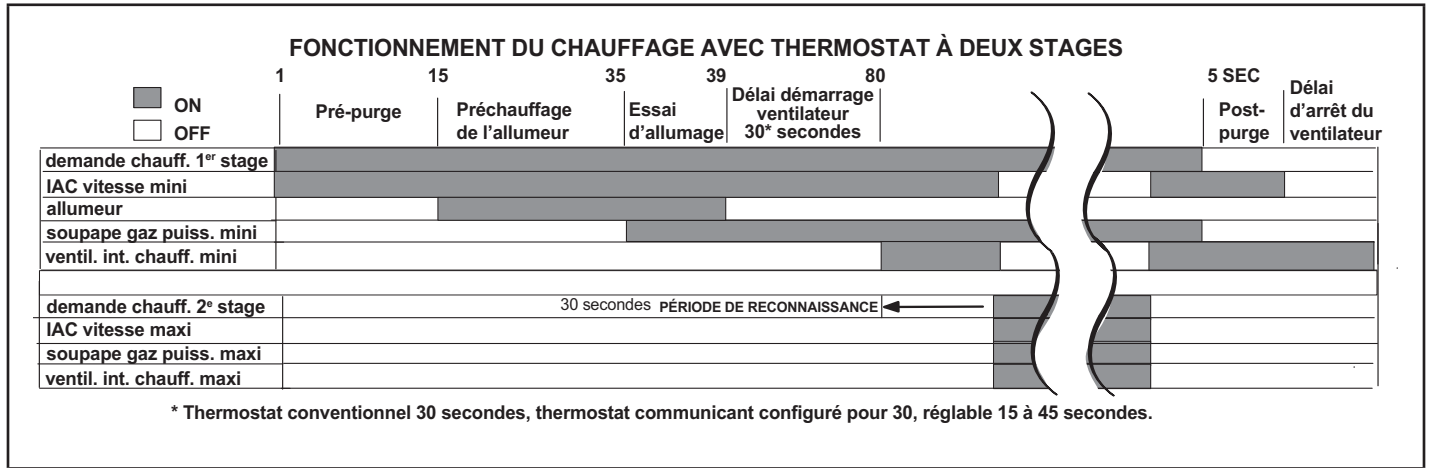 FONCTIONNEMENT DU CHAUFFAGE AVEC THERMOSTAT À DEUX STAGES
1 15 35 39 80 5 SEC
ON
OFF
Pré-purge
Préchauffage
de l’allumeur
Essai
d’allumage
Délai démarrage
ventilateur
30* secondes
Post-
purge
Délai
d’arrêt du
ventilateur
demande chauff. 1er stage
IAC vitesse mini
allumeur
soupape gaz puiss. mini
ventil. int. chauff. mini
demande chauff. 2e stage
30 secondes PÉRIODE DE RECONNAISSANCE
IAC vitesse maxi
soupape gaz puiss. maxi
ventil. int. chauff. maxi
* Thermostat conventionnel 30 secondes, thermostat communicant configuré pour 30, réglable 15 à 45 secondes.